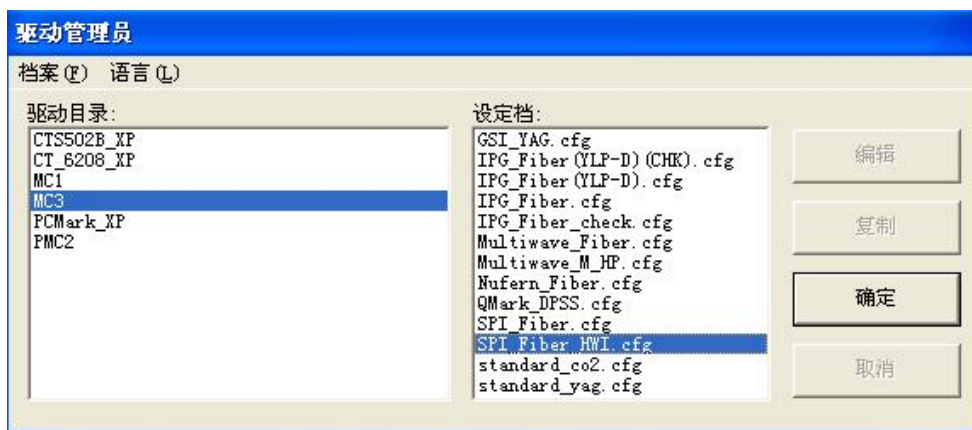 驱动管理员
档案(F) 语言(L)
驱动目录:
CTS502B_XP
CT_6208_XP
MC1
MC3
PCMark_XP
PMC2
设定档:
GSI_YAG.cfg
IPG_Fiber(YLP-D)(CHK).cfg
IPG_Fiber(YLP-D).cfg
IPG_Fiber.cfg
IPG_Fiber_check.cfg
Multiwave_Fiber.cfg
Multiwave_M_HP.cfg
Nufern_Fiber.cfg
QMark_DPSS.cfg
SPI_Fiber.cfg
SPI_Fiber_HWI.cfg
standard_co2.cfg
standard_yag.cfg
编辑
复制
确定
取消